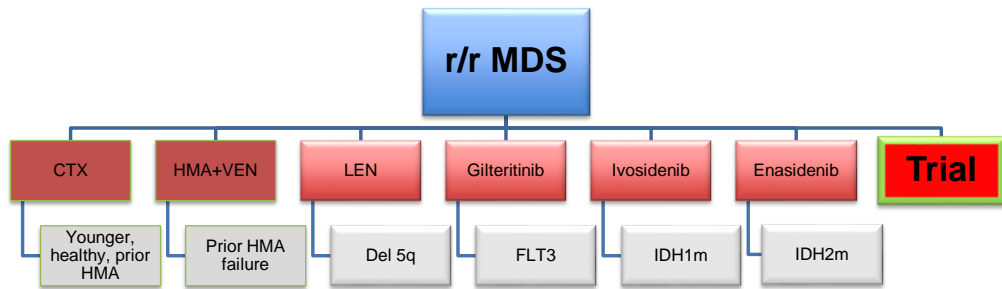 r/r MDS
CTX
HMA+VEN
LEN
Gilteritinib
Ivosidenib
Enasidenib
Trial
Younger,
healthy, prior
HMA
Prior HMA
failure
Del 5q
FLT3
IDH1m
IDH2m